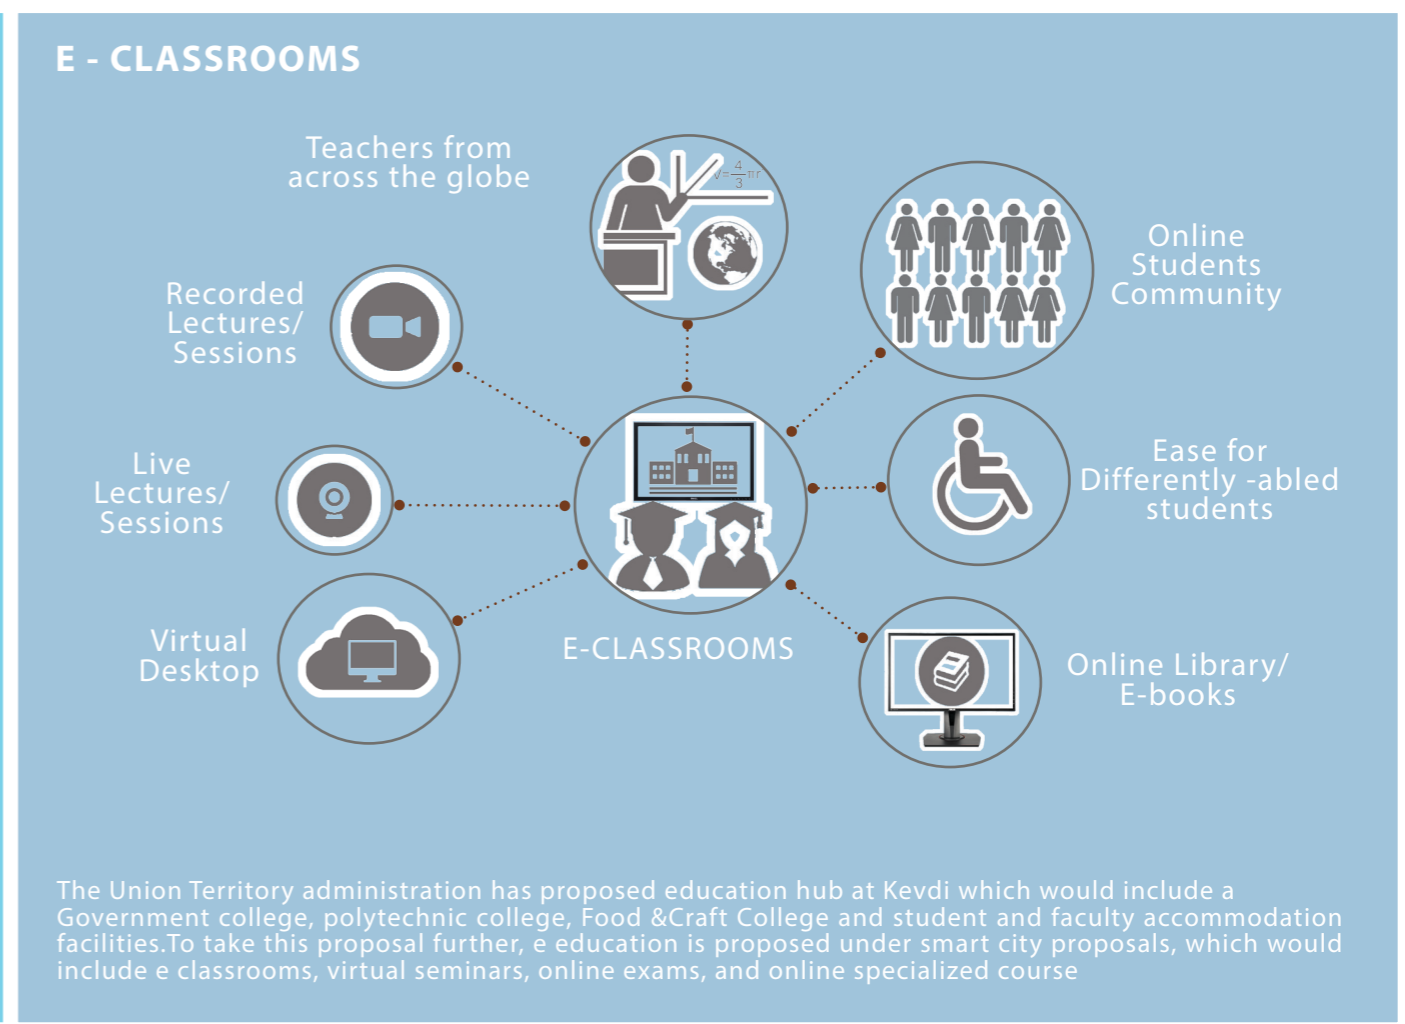 E - CLASSROOMS
Teachers from
across the globe
V=4/3 πr
Online
Students
Community
Recorded
Lectures/
Sessions
Live
Lectures/
Sessions
Ease for
Differently -abled
students
Virtual
Desktop
E-CLASSROOMS
Online Library/
E-books
The Union Territory administration has proposed education hub at Kevdi which would include a
Government college, polytechnic college, Food &Craft College and student and faculty accommodation
facilities.To take this proposal further, e education is proposed under smart city proposals, which would
include e classrooms, virtual seminars, online exams, and online specialized course